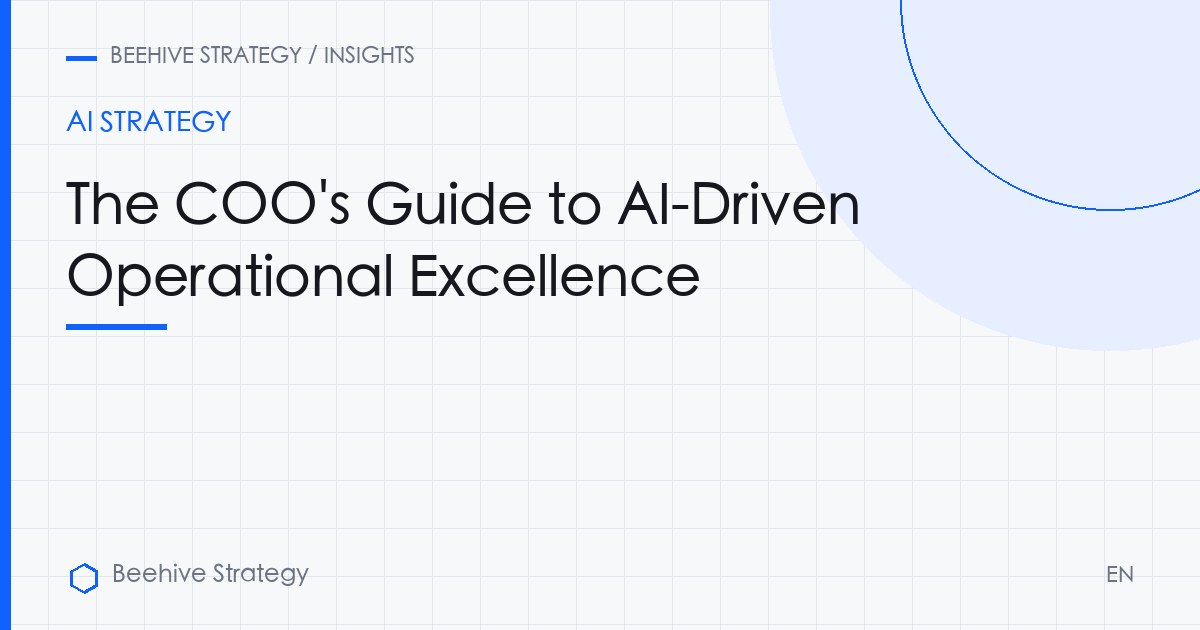 BEEHIVE STRATEGY / INSIGHTS
AI STRATEGY
The COO's Guide to AI-Driven
Operational Excellence
Beehive Strategy
EN